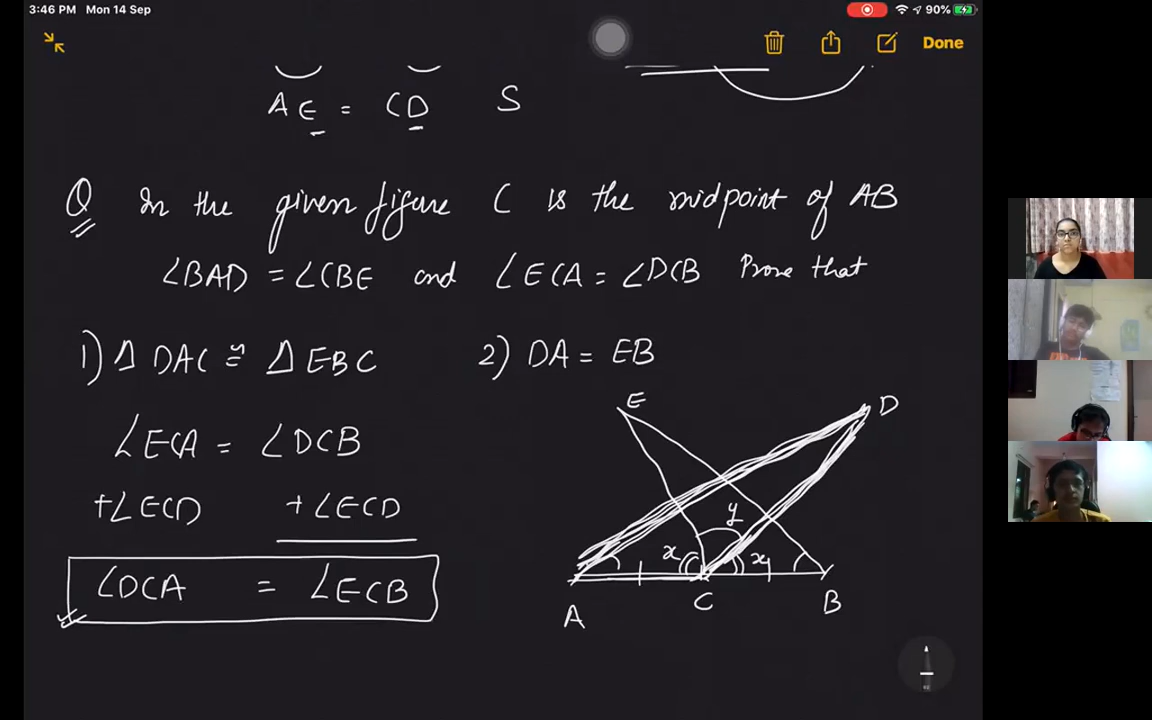 3:46 PM Mon 14 Sep
90%
Done
AE = CD S
Q In the given figure C is the midpoint of AB
∠BAD = ∠CBE and ∠ECA = ∠DCB Prove that
1) Δ DAC ≅ Δ EBC 2) DA = EB
∠ECA = ∠DCB
+∠ECD +∠ECD
∠DCA = ∠ECB
E
D
y
x
x
A
C
B